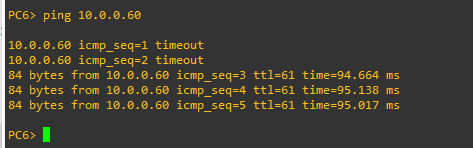 PC6> ping 10.0.0.60
10.0.0.60 icmp_seq=1 timeout
10.0.0.60 icmp_seq=2 timeout
84 bytes from 10.0.0.60 icmp_seq=3 ttl=61 time=94.664 ms
84 bytes from 10.0.0.60 icmp_seq=4 ttl=61 time=95.138 ms
84 bytes from 10.0.0.60 icmp_seq=5 ttl=61 time=95.017 ms
PC6>